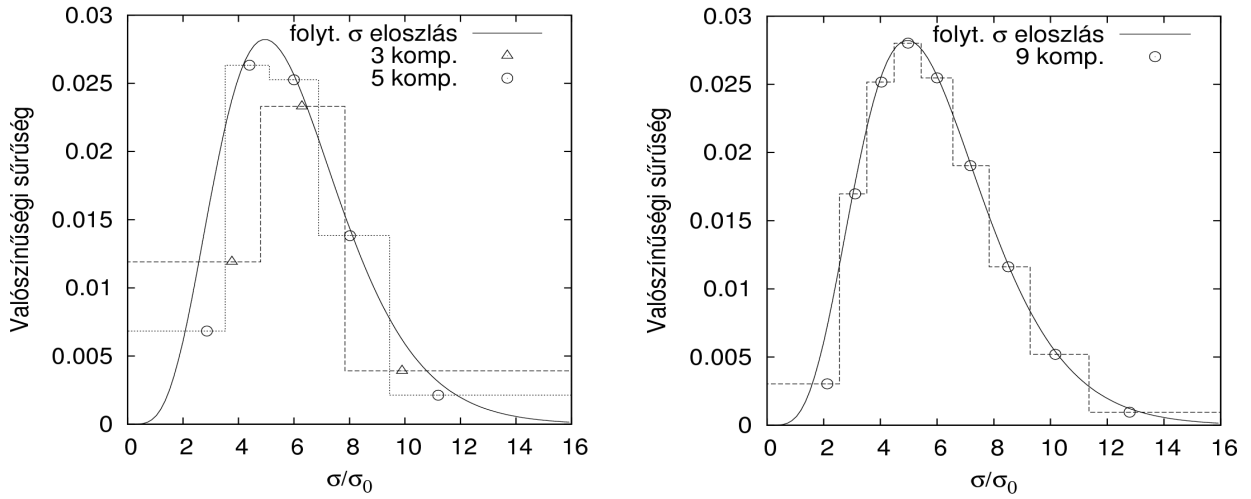 folyt. σ eloszlás
3 komp.
5 komp.
0.03
0.025
0.02
0.015
0.01
0.005
0
Valószínűségi sűrűség
0 2 4 6 8 10 12 14 16
σ/σ0
folyt. σ eloszlás
9 komp.
0.03
0.025
0.02
0.015
0.01
0.005
0
Valószínűségi sűrűség
0 2 4 6 8 10 12 14 16
σ/σ0